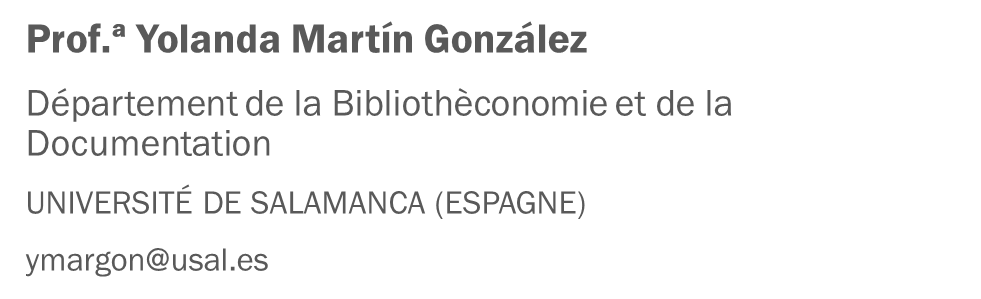 Prof.ª Yolanda Martín González
Département de la Bibliothèconomie et de la
Documentation
UNIVERSITÉ DE SALAMANCA (ESPAGNE)
ymargon@usal.es